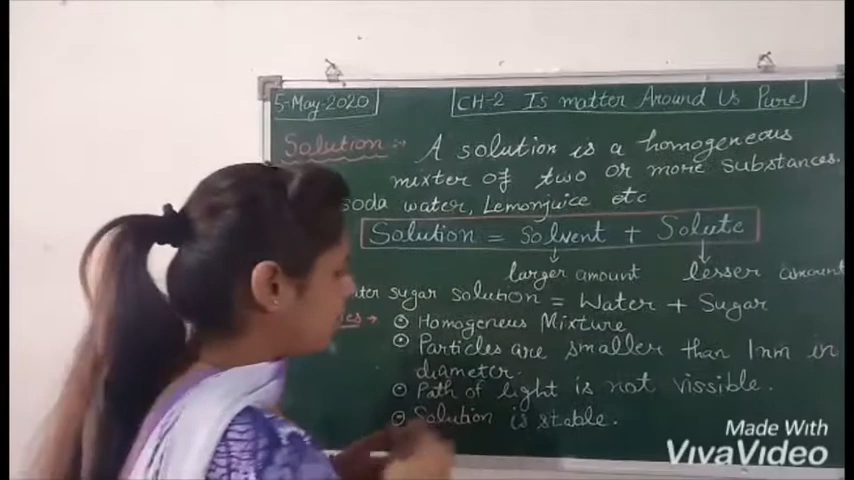 5-May-2020 CH-2 Is matter Around Us Pure
Solution :→ A solution is a homogeneous
mixter of two or more substances,
soda water, Lemonjuice etc
Solution = Solvent + Solute
larger amount lesser amount
sugar solution = Water + Sugar
→ Homogeneous Mixture
Particles are smaller than 1nm in
diameter.
Path of light is not vissible.
Solution is stable.
Made With
VivaVideo